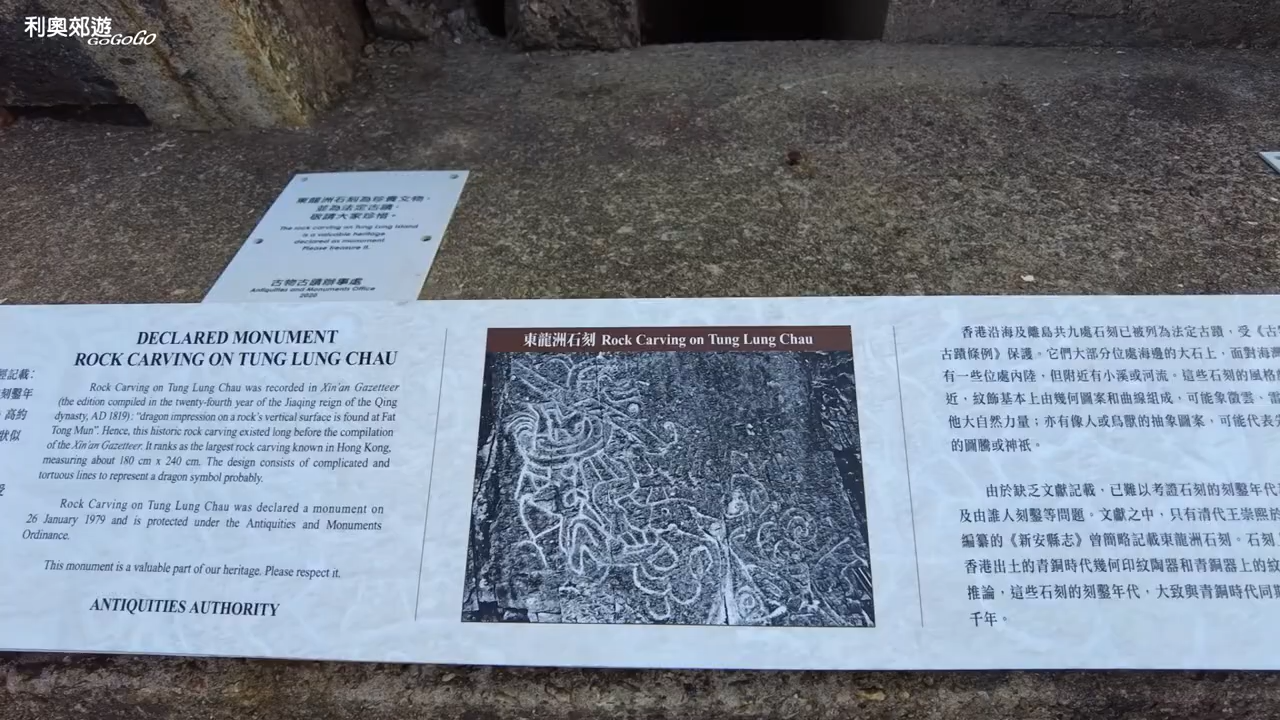 利奧郊遊
GoGoGo
東龍洲石刻為珍貴文物，
並為法定古蹟，
敬請大家珍惜。
The rock carving on Tung Lung Island
is a valuable heritage
declared as monument.
Please treasure it.
古物古蹟辦事處
Antiquities and Monuments Office
2020
經記載:
刻鑿年
高約
狀似
DECLARED MONUMENT
ROCK CARVING ON TUNG LUNG CHAU
Rock Carving on Tung Lung Chau was recorded in Xin'an Gazetteer
(the edition compiled in the twenty-fourth year of the Jiaqing reign of the Qing
dynasty, AD 1819): "dragon impression on a rock's vertical surface is found at Fat
Tong Mun". Hence, this historic rock carving existed long before the compilation
of the Xin'an Gazetteer. It ranks as the largest rock carving known in Hong Kong,
measuring about 180 cm x 240 cm. The design consists of complicated and
tortuous lines to represent a dragon symbol probably.
Rock Carving on Tung Lung Chau was declared a monument on
26 January 1979 and is protected under the Antiquities and Monuments
Ordinance.
This monument is a valuable part of our heritage. Please respect it.
ANTIQUITIES AUTHORITY
東龍洲石刻 Rock Carving on Tung Lung Chau
香港沿海及離島共九處石刻已被列為法定古蹟，受《古
古蹟條例》保護。它們大部分位處海邊的大石上，面對海灣
有一些位處內陸，但附近有小溪或河流。這些石刻的風格
近，紋飾基本上由幾何圖案和曲線組成，可能象徵雲、雷
他大自然力量；亦有像人或鳥獸的抽象圖案，可能代表
的圖騰或神祇。
由於缺乏文獻記載，已難以考證石刻的刻鑿年代
及由誰人刻鑿等問題。文獻之中，只有清代王崇熙於
編纂的《新安縣志》曾簡略記載東龍洲石刻。石刻
香港出土的青銅時代幾何印紋陶器和青銅器上的紋
推論，這些石刻的刻鑿年代，大致與青銅時代同期
千年。